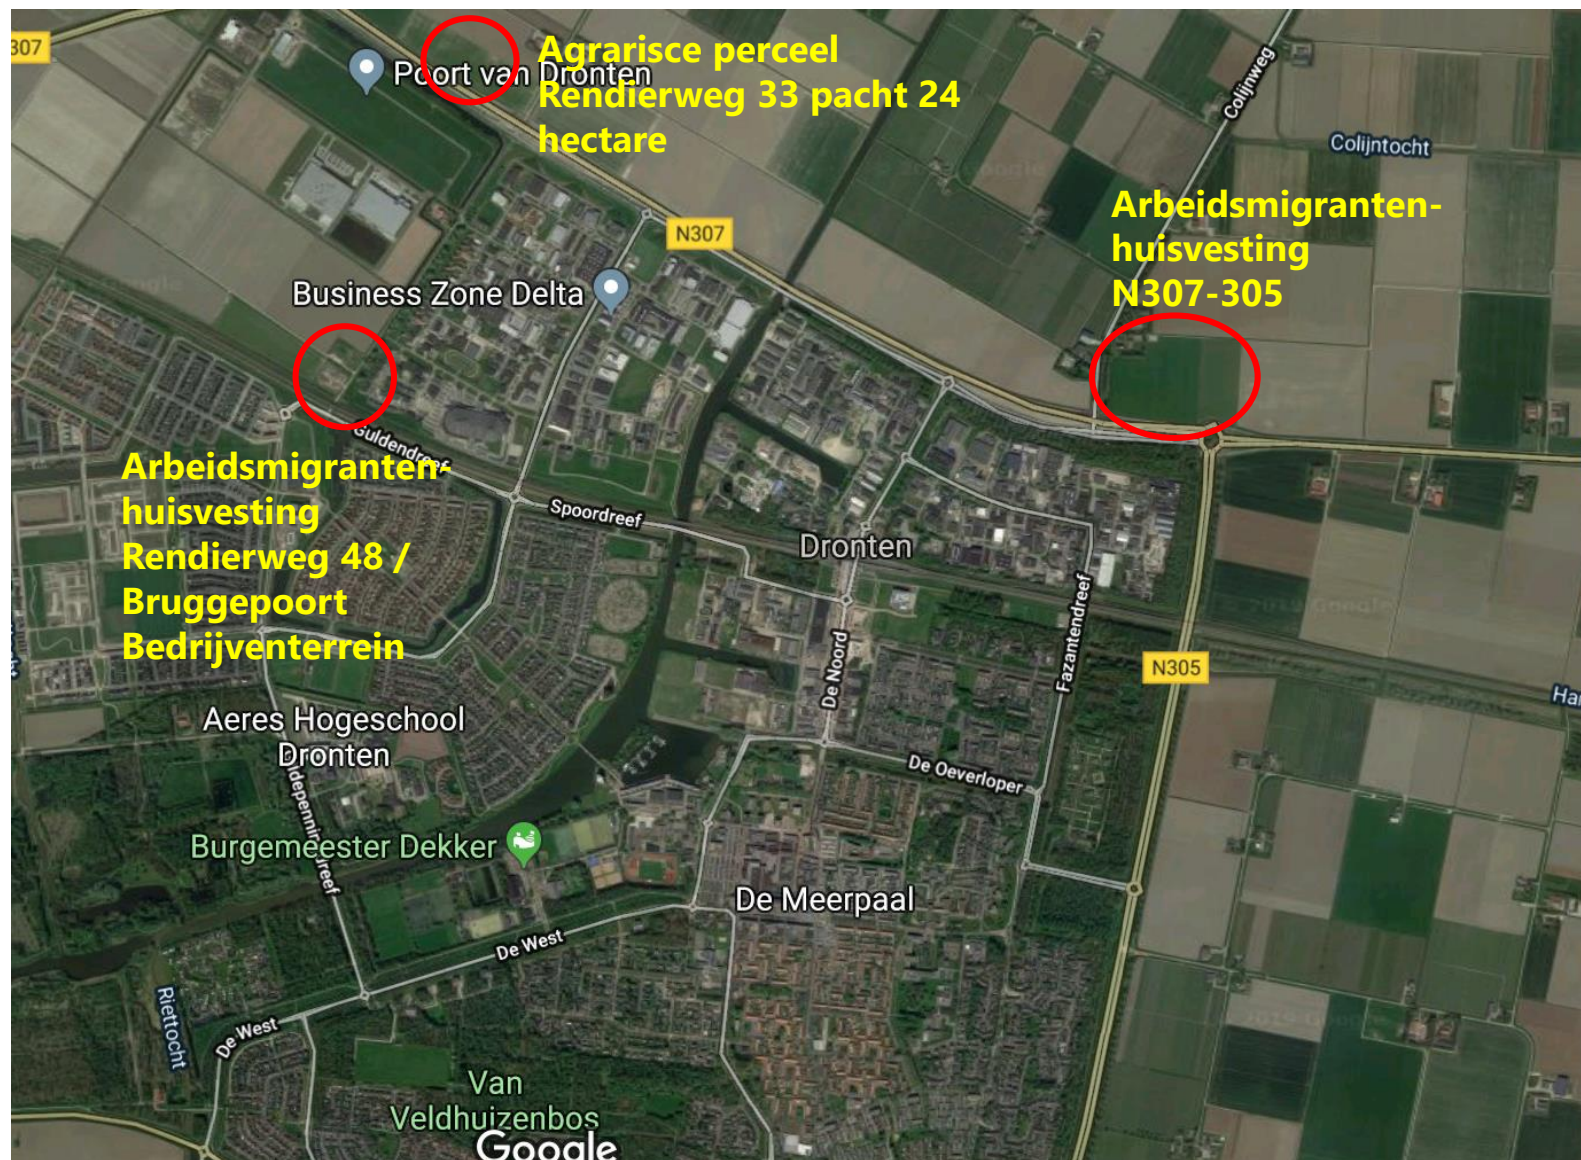 307
Poort van Dronten
Agrarisce perceel
Rendierweg 33 pacht 24
hectare
Colijnweg
Colijntocht
N307
Arbeidsmigranten-
huisvesting
N307-305
Business Zone Delta
Guldendreef
Arbeidsmigranten-
huisvesting
Rendierweg 48 /
Bruggepoort
Bedrijventerrein
Spoordreef
Dronten
Fazantendreef
De Noord
N305
Har
Aeres Hogeschool
Dronten
De Oeverloper
Burgemeester Dekker
De Meerpaal
De West
Riettocht
De West
Van
Veldhuizenbos
Google